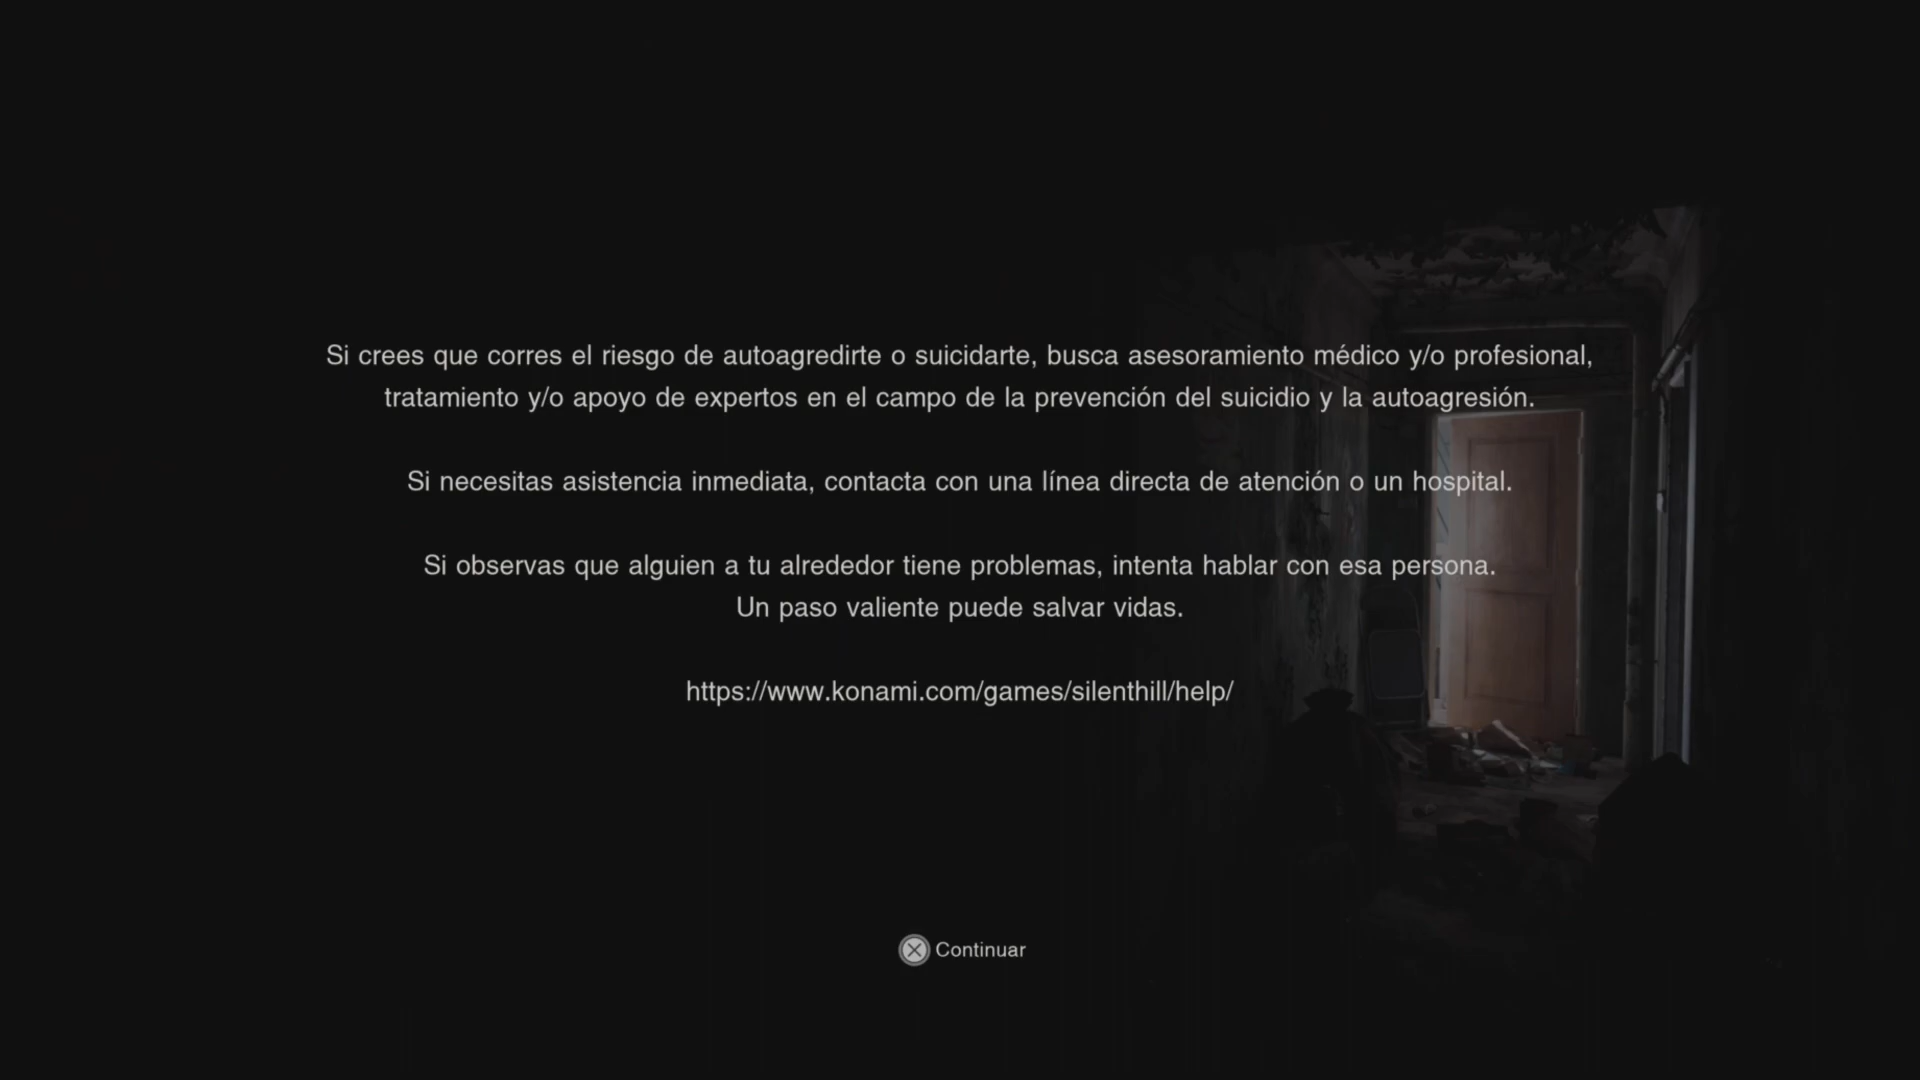 Si crees que corres el riesgo de autoagredirte o suicidarte, busca asesoramiento médico y/o profesional,
tratamiento y/o apoyo de expertos en el campo de la prevención del suicidio y la autoagresión.
Si necesitas asistencia inmediata, contacta con una línea directa de atención o un hospital.
Si observas que alguien a tu alrededor tiene problemas, intenta hablar con esa persona.
Un paso valiente puede salvar vidas.
https://www.konami.com/games/silenthill/help/
Continuar